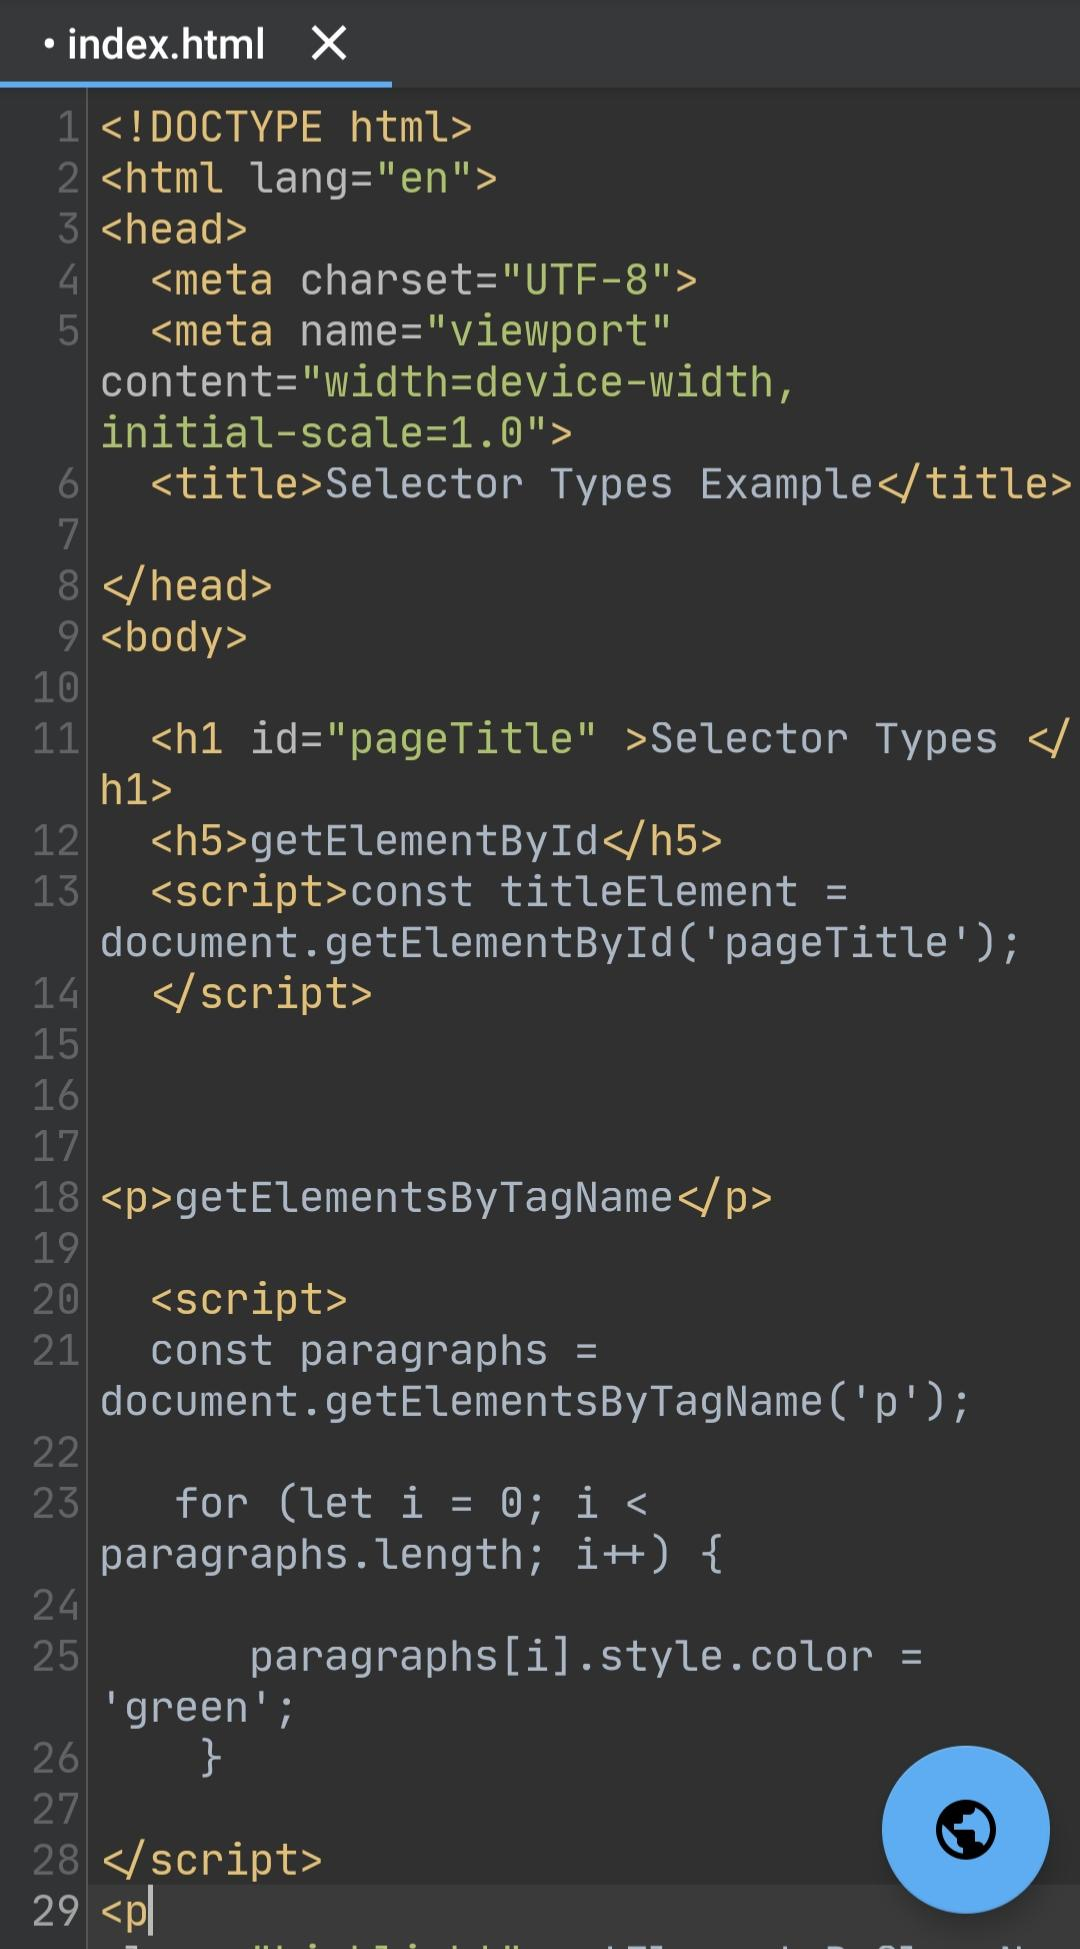 • index.html
1 <!DOCTYPE html>
2 <html lang="en">
3 <head>
4 <meta charset="UTF-8">
5 <meta name="viewport"
content="width=device-width,
initial-scale=1.0">
6 <title>Selector Types Example</title>
7
8 </head>
9 <body>
10
11 <h1 id="pageTitle" >Selector Types </
h1>
12 <h5>getElementById</h5>
13 <script>const titleElement =
document.getElementById('pageTitle');
14 </script>
15
16
17
18 <p>getElementsByTagName</p>
19
20 <script>
21 const paragraphs =
document.getElementsByTagName('p');
22
23 for (let i = 0; i <
paragraphs.length; i++) {
24
25 paragraphs[i].style.color =
'green';
26 }
27
28 </script>
29 <p